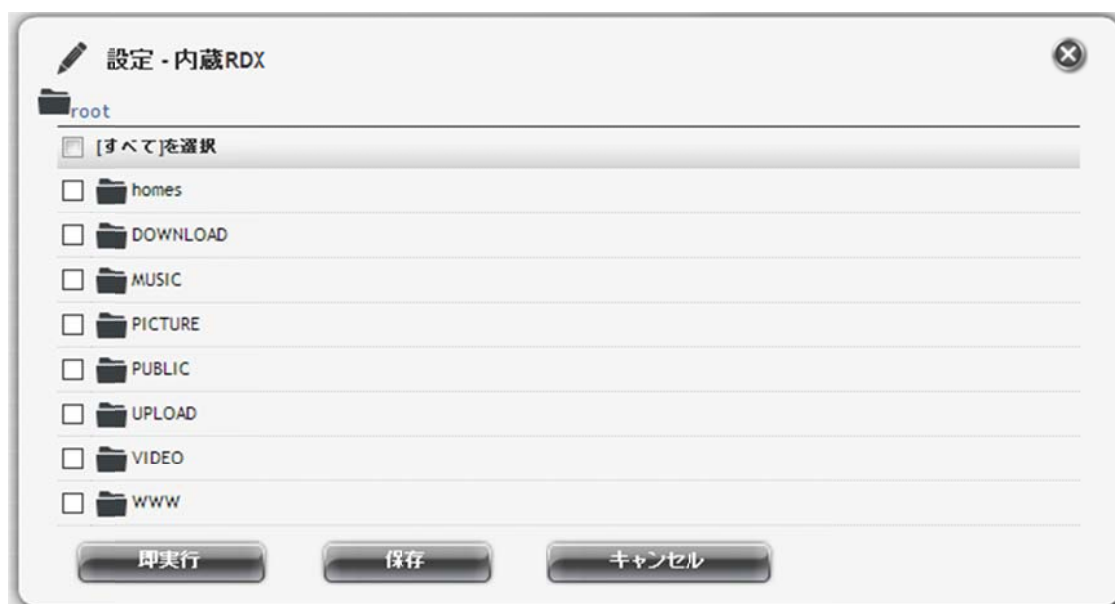 設定 - 内蔵RDX
root
[すべて]を選択
homes
DOWNLOAD
MUSIC
PICTURE
PUBLIC
UPLOAD
VIDEO
WWW
即実行 保存 キャンセル